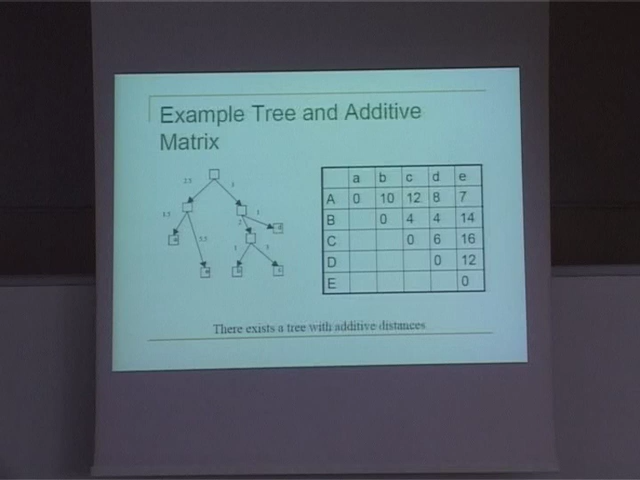 Example Tree and Additive
Matrix
a b c d e
A 0 10 12 8 7
B 0 4 4 14
C 0 6 16
D 0 12
E 0
There exists a tree with additive distances